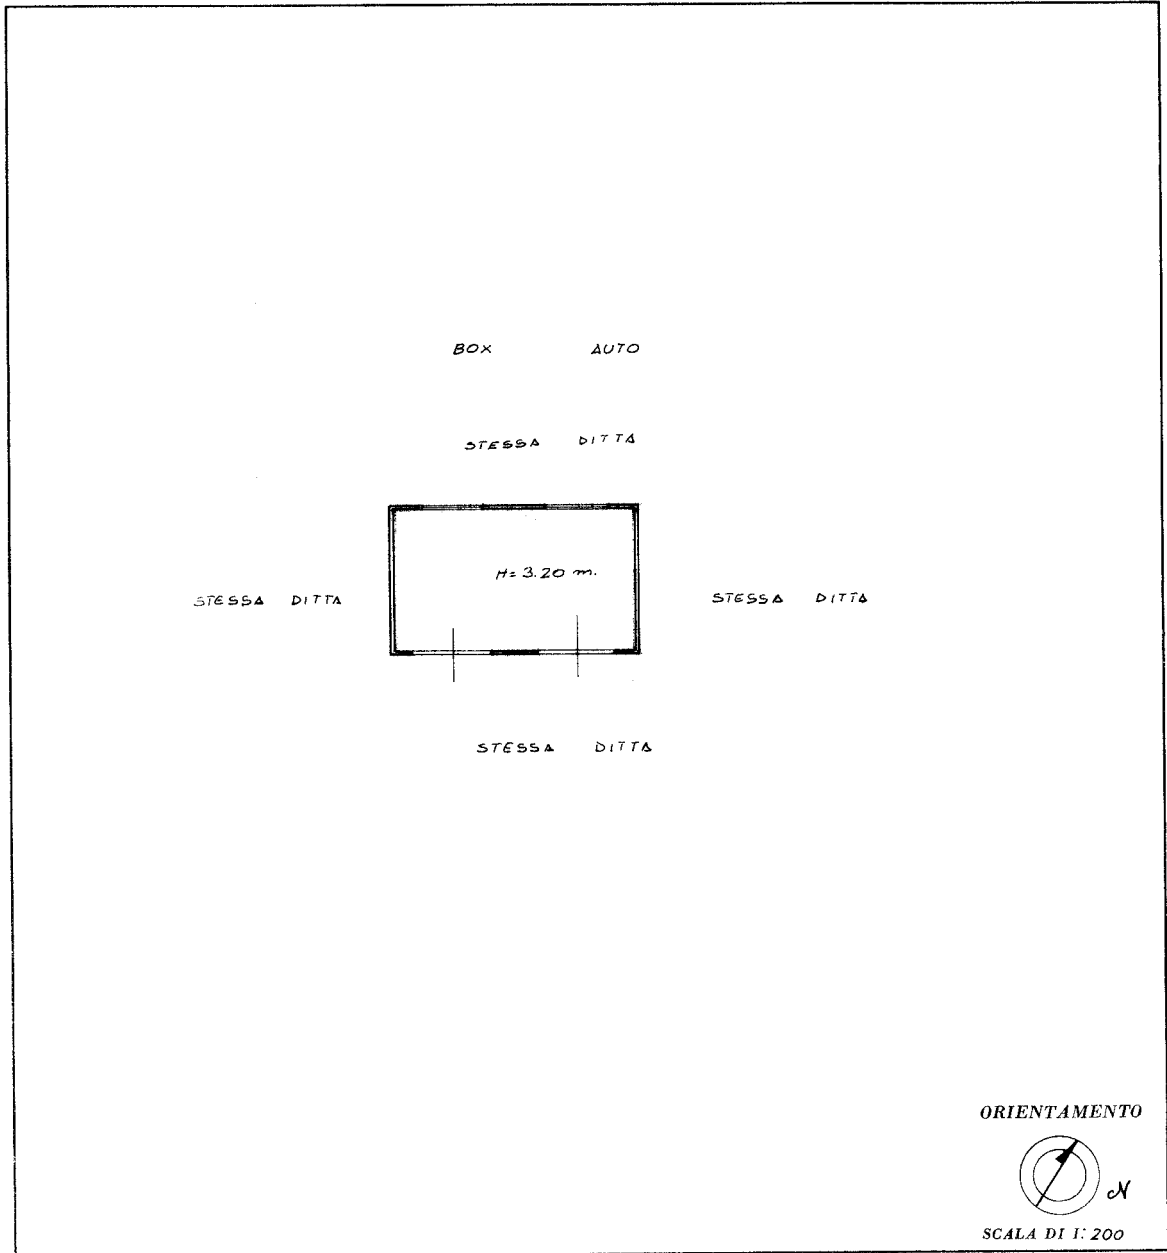 BOX AUTO
STESSA DITTA
H= 3.20 m.
STESSA DITTA
STESSA DITTA
STESSA DITTA
ORIENTAMENTO
N
SCALA DI 1: 200